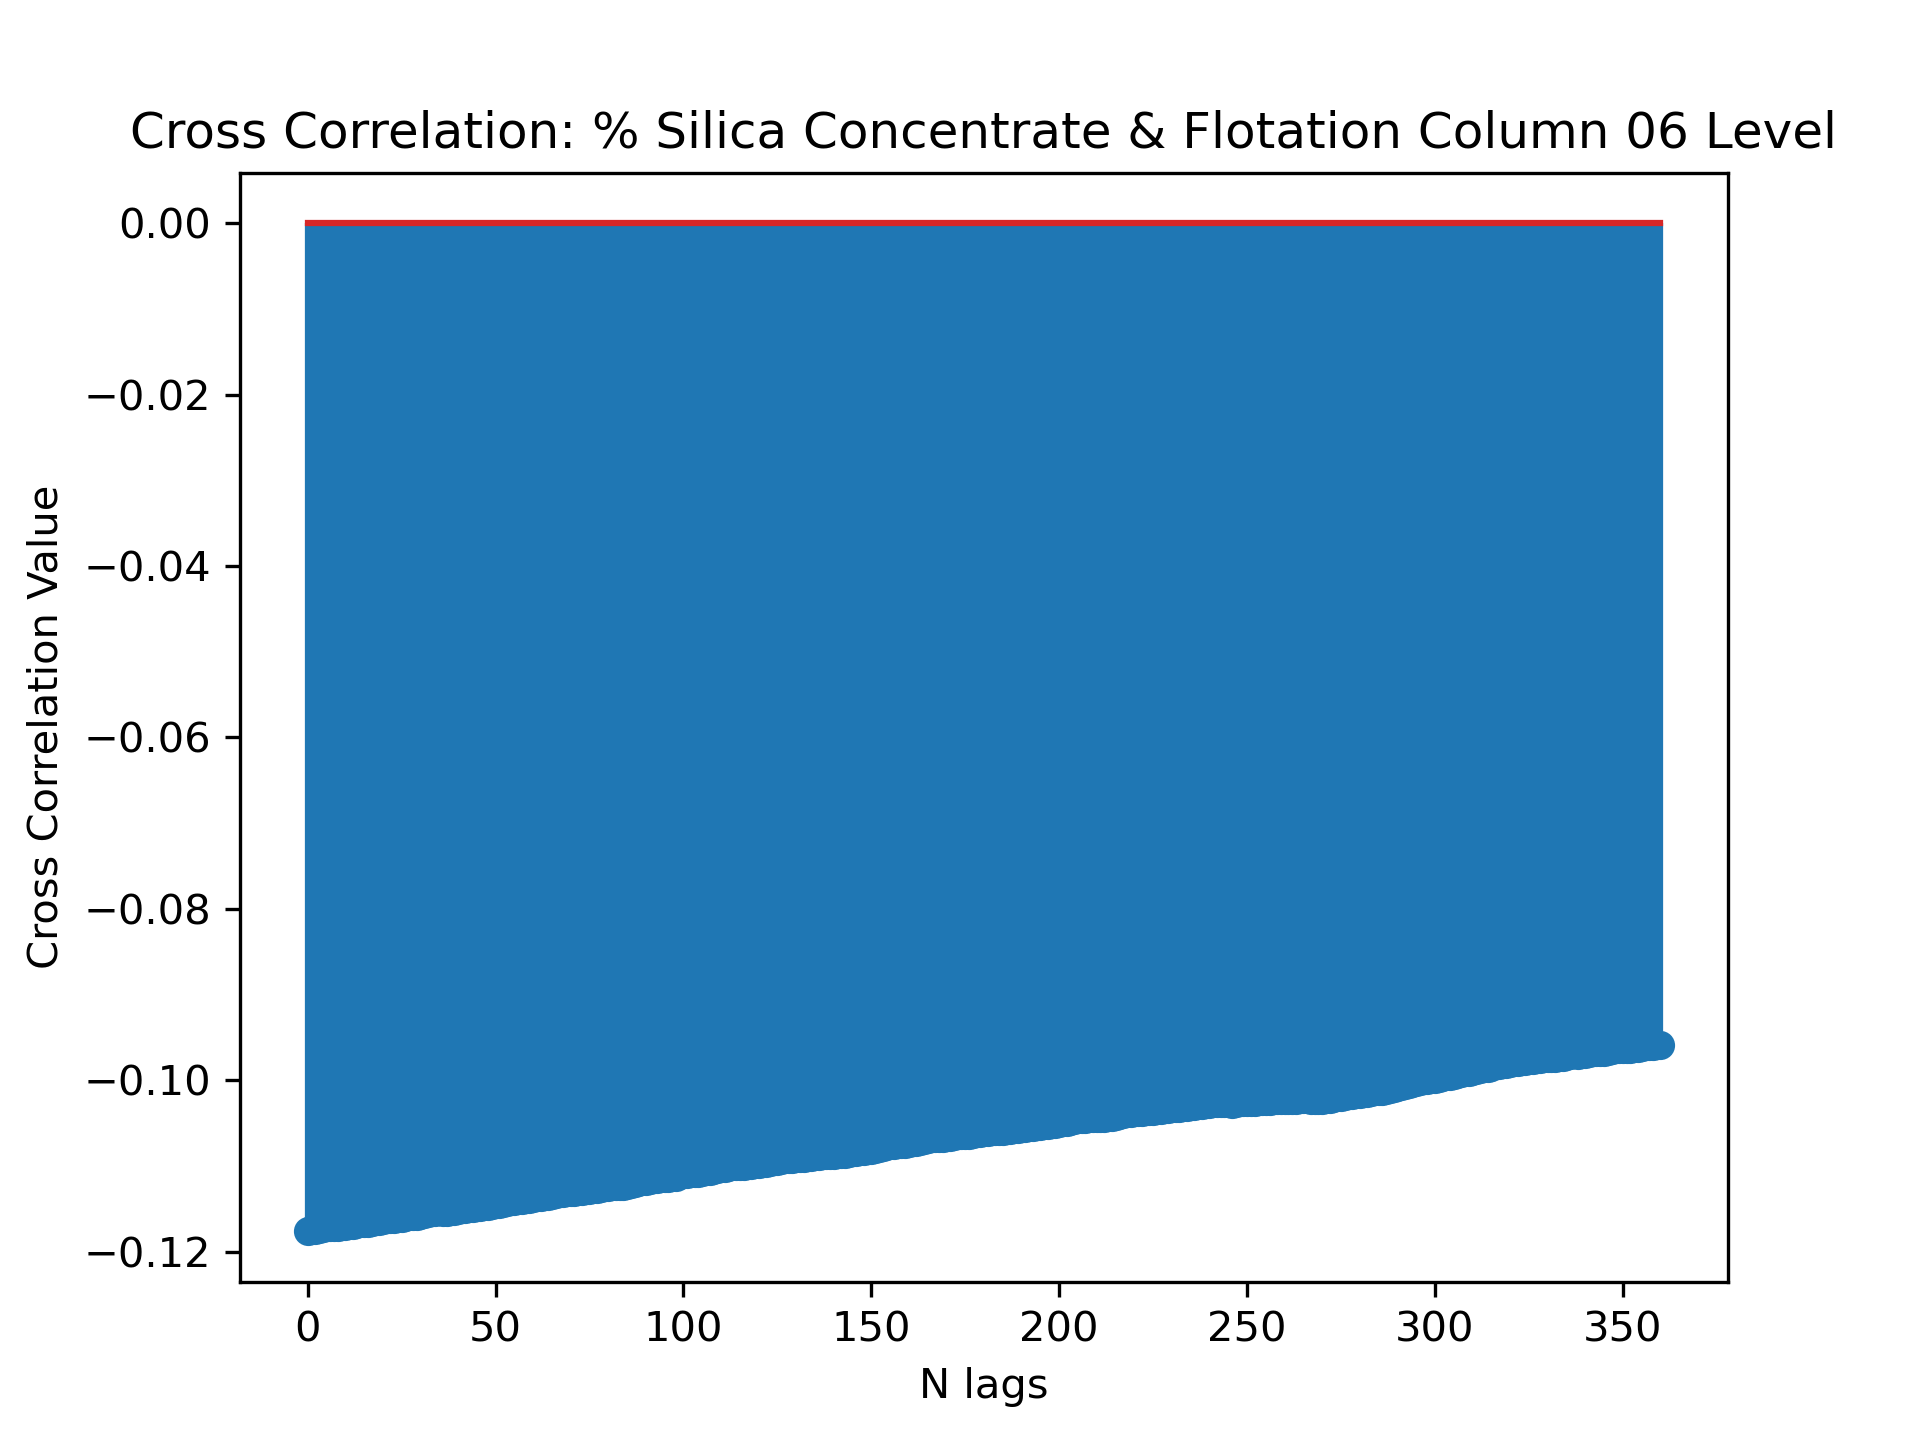 Cross Correlation: % Silica Concentrate & Flotation Column 06 Level
0.00
−0.02
−0.04
−0.06
−0.08
−0.10
−0.12
Cross Correlation Value
0 50 100 150 200 250 300 350
N lags